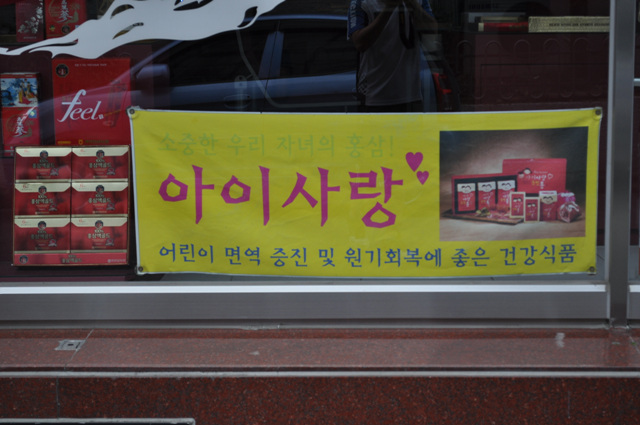 feel.
소중한 우리 자녀의 홍삼!
아이사랑
어린이 면역 증진 및 원기회복에 좋은 건강식품